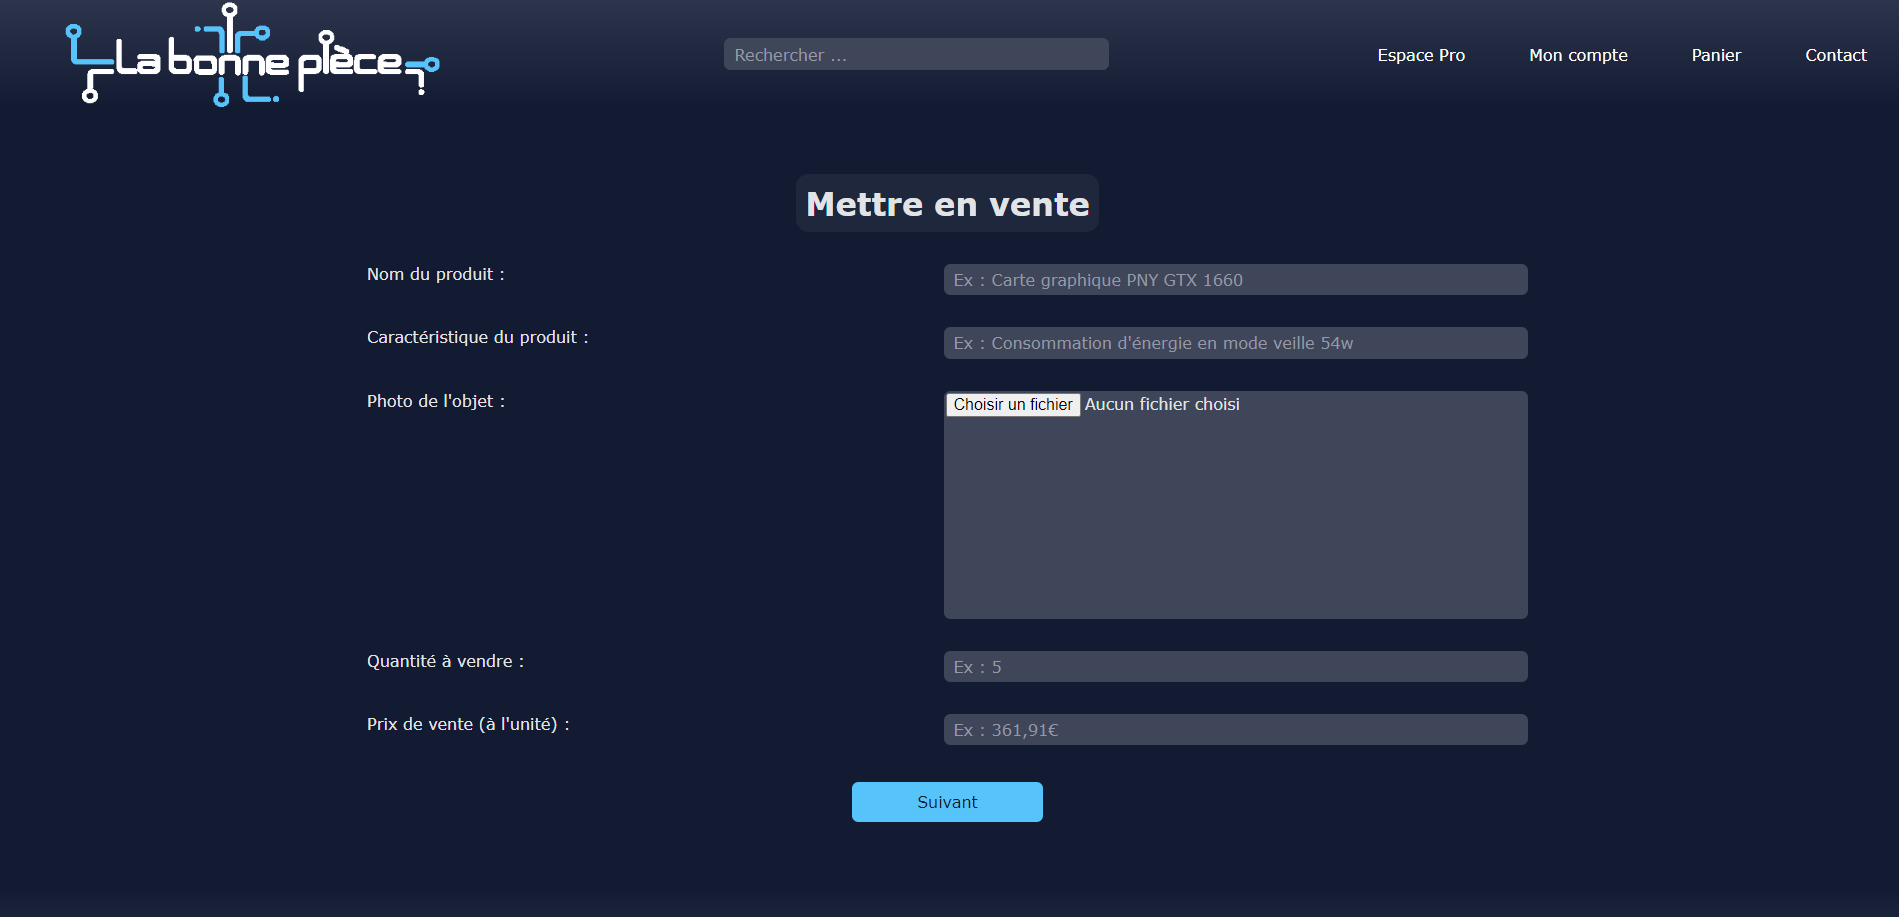 La bonne pièce
Rechercher ...
Espace Pro
Mon compte
Panier
Contact
Mettre en vente
Nom du produit :
Ex : Carte graphique PNY GTX 1660
Caractéristique du produit :
Ex : Consommation d'énergie en mode veille 54w
Photo de l'objet :
Choisir un fichier Aucun fichier choisi
Quantité à vendre :
Ex : 5
Prix de vente (à l'unité) :
Ex : 361,91€
Suivant